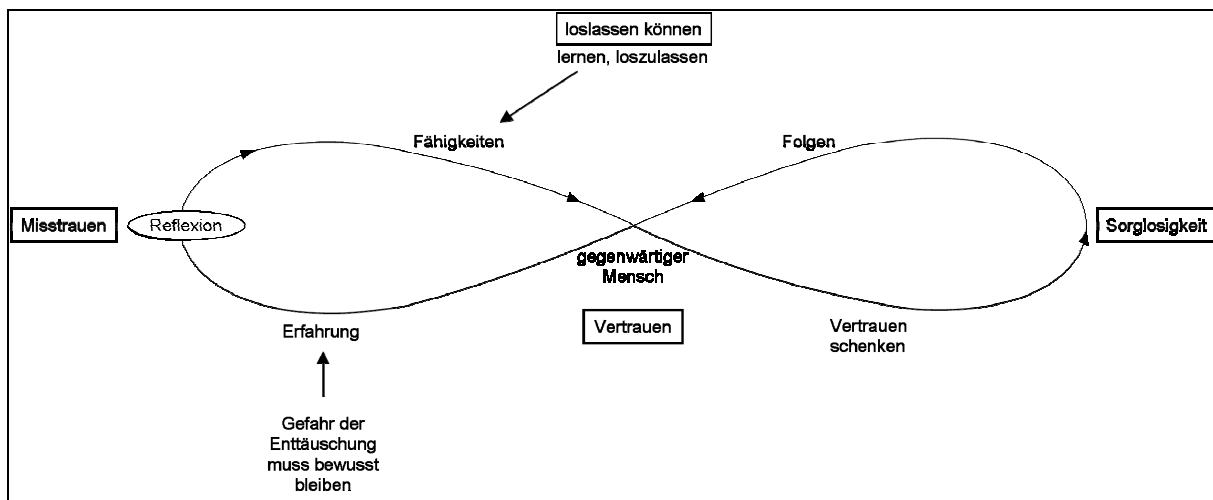 loslassen können
lernen, loszulassen
Fähigkeiten
Folgen
Misstrauen
Reflexion
Sorglosigkeit
gegenwärtiger
Mensch
Vertrauen
Erfahrung
Vertrauen
schenken
Gefahr der
Enttäuschung
muss bewusst
bleiben